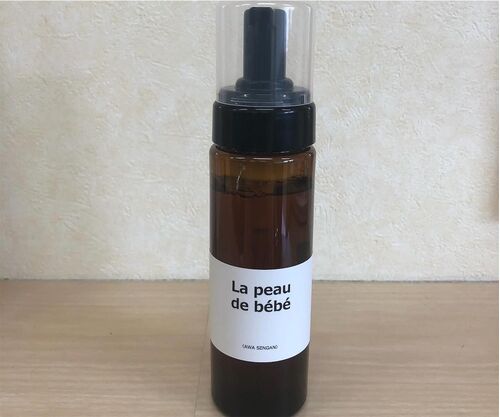 La peau
de bébé
(AWA SENGAN)